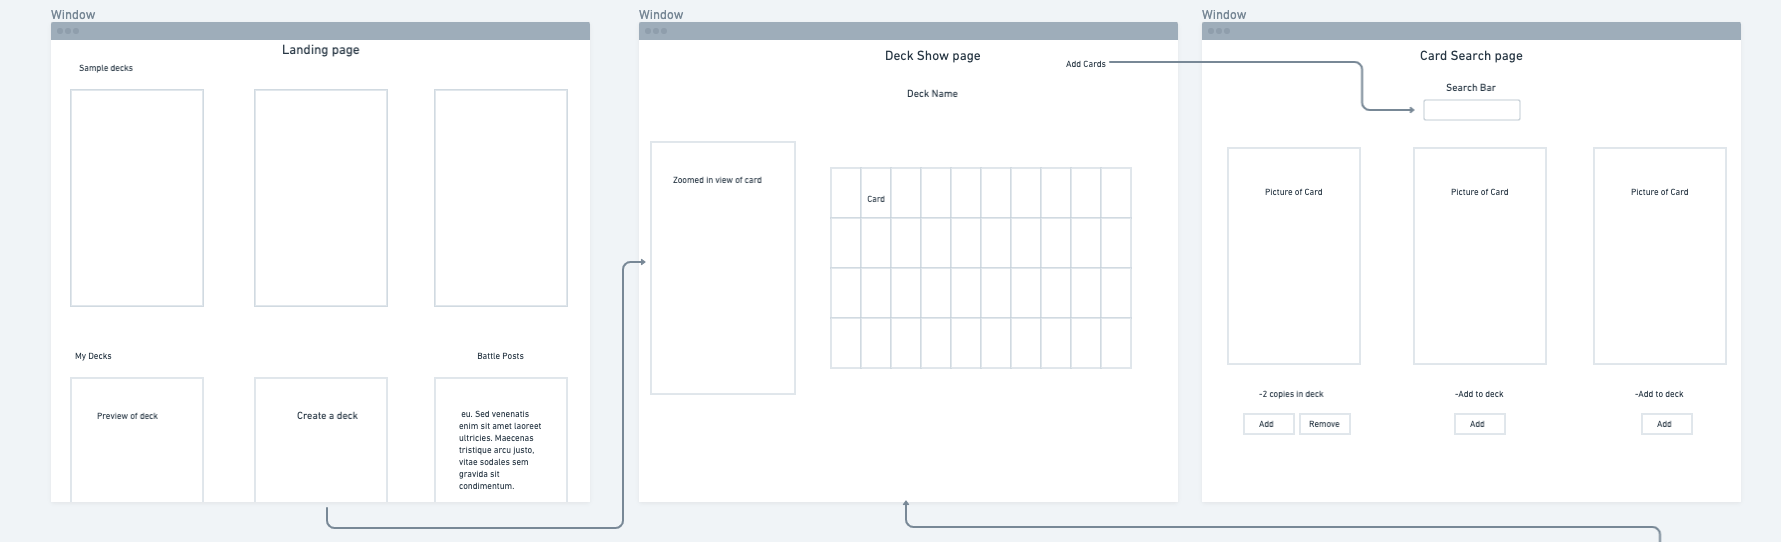 Window
Landing page
Sample decks
My Decks
Battle Posts
Preview of deck
Create a deck
eu. Sed venenatis
enim sit amet laoreet
ultricies. Maecenas
tristique arcu justo,
vitae sodales sem
gravida sit
condimentum.
Window
Deck Show page
Add Cards
Deck Name
Zoomed in view of card
Card
Window
Card Search page
Search Bar
Picture of Card
Picture of Card
Picture of Card
-2 copies in deck
-Add to deck
-Add to deck
Add
Remove
Add
Add